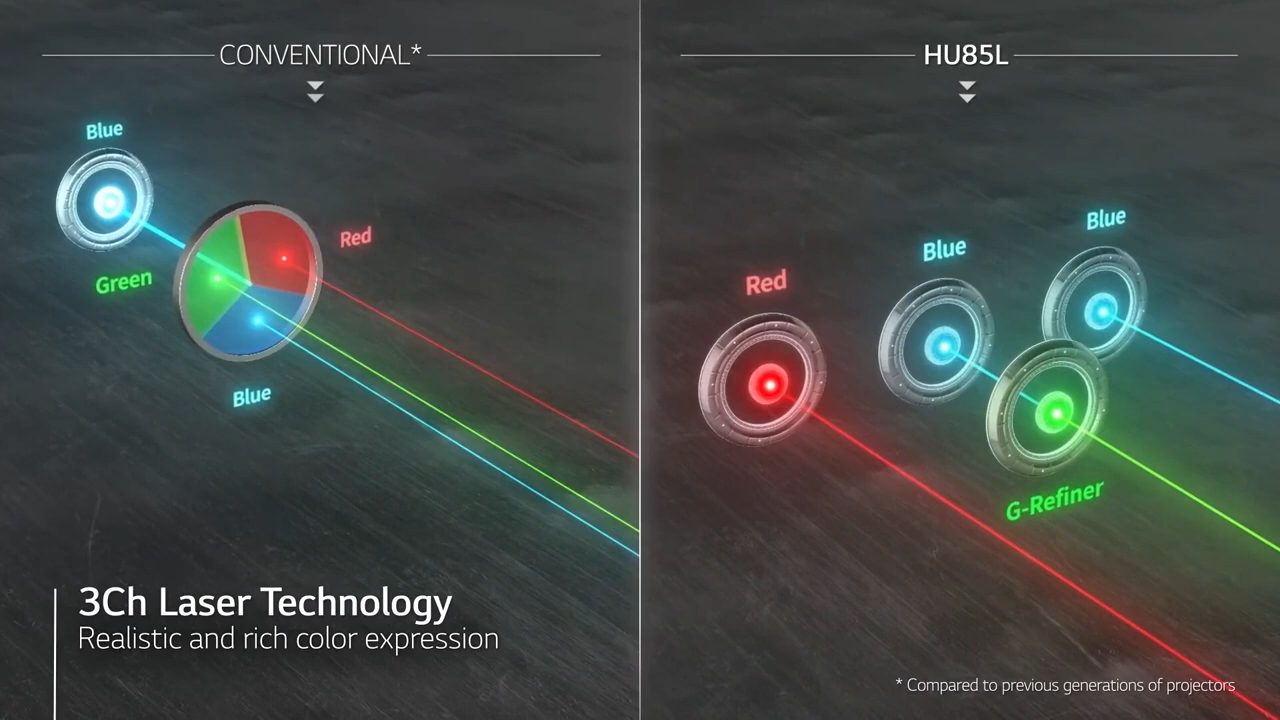 CONVENTIONAL*
Blue
Red
Green
Blue
3Ch Laser Technology
Realistic and rich color expression
HU85L
Blue
Blue
Red
G-Refiner
* Compared to previous generations of projectors